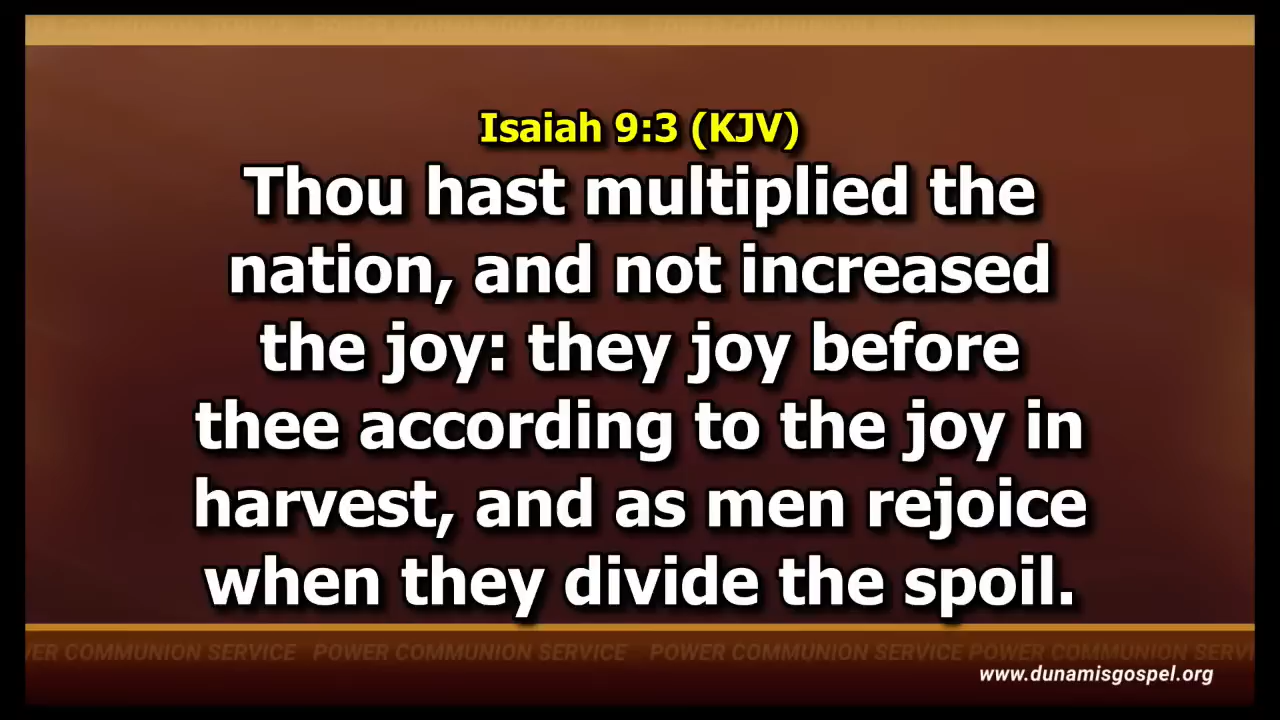 Isaiah 9:3 (KJV)
Thou hast multiplied the
nation, and not increased
the joy: they joy before
thee according to the joy in
harvest, and as men rejoice
when they divide the spoil.
ER COMMUNION SERVICE POWER COMMUNION SERVICE POWER COMMUNION SERVICE POWER COMMUNION SERVI
www.dunamisgospel.org